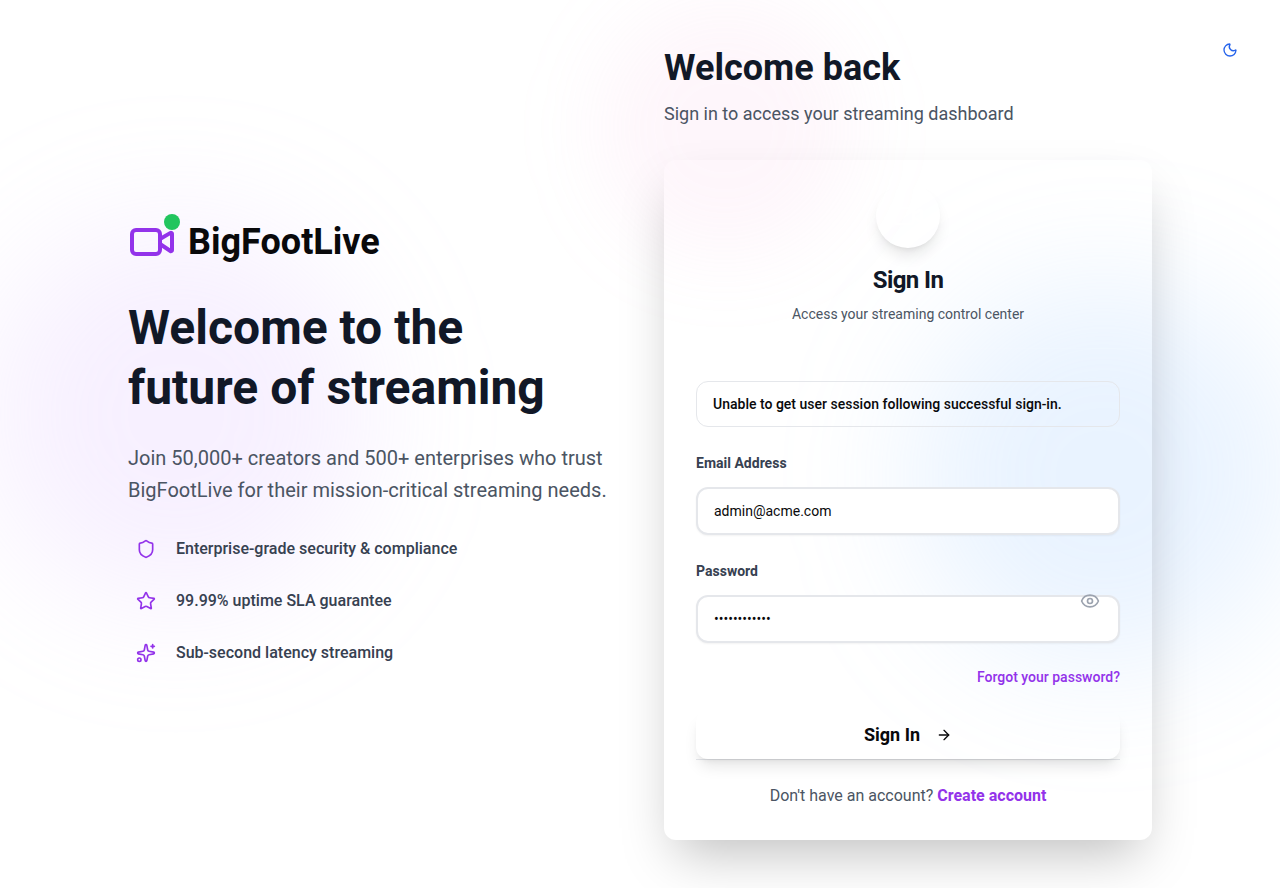 BigFootLive
Welcome to the
future of streaming
Join 50,000+ creators and 500+ enterprises who trust
BigFootLive for their mission-critical streaming needs.
Enterprise-grade security & compliance
99.99% uptime SLA guarantee
Sub-second latency streaming
Welcome back
Sign in to access your streaming dashboard
Sign In
Access your streaming control center
Unable to get user session following successful sign-in.
Email Address
admin@acme.com
Password
••••••••••••
Forgot your password?
Sign In →
Don't have an account? Create account